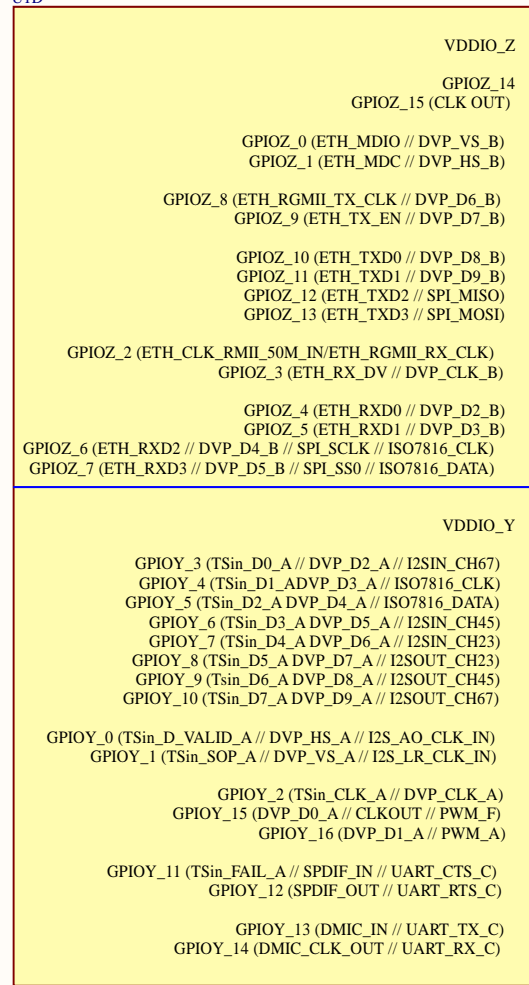 VDDIO_Z
GPIOZ_14
GPIOZ_15 (CLK OUT)
GPIOZ_0 (ETH_MDIO // DVP_VS_B)
GPIOZ_1 (ETH_MDC // DVP_HS_B)
GPIOZ_8 (ETH_RGMII_TX_CLK // DVP_D6_B)
GPIOZ_9 (ETH_TX_EN // DVP_D7_B)
GPIOZ_10 (ETH_TXD0 // DVP_D8_B)
GPIOZ_11 (ETH_TXD1 // DVP_D9_B)
GPIOZ_12 (ETH_TXD2 // SPI_MISO)
GPIOZ_13 (ETH_TXD3 // SPI_MOSI)
GPIOZ_2 (ETH_CLK_RMII_50M_IN/ETH_RGMII_RX_CLK)
GPIOZ_3 (ETH_RX_DV // DVP_CLK_B)
GPIOZ_4 (ETH_RXD0 // DVP_D2_B)
GPIOZ_5 (ETH_RXD1 // DVP_D3_B)
GPIOZ_6 (ETH_RXD2 // DVP_D4_B // SPI_SCLK // ISO7816_CLK)
GPIOZ_7 (ETH_RXD3 // DVP_D5_B // SPI_SS0 // ISO7816_DATA)
VDDIO_Y
GPIOY_3 (TSin_D0_A // DVP_D2_A // I2SIN_CH67)
GPIOY_4 (TSin_D1_ADVP_D3_A // ISO7816_CLK)
GPIOY_5 (TSin_D2_A DVP_D4_A // ISO7816_DATA)
GPIOY_6 (TSin_D3_A DVP_D5_A // I2SIN_CH45)
GPIOY_7 (TSin_D4_A DVP_D6_A // I2SIN_CH23)
GPIOY_8 (TSin_D5_A DVP_D7_A // I2SOUT_CH23)
GPIOY_9 (Tsin_D6_A DVP_D8_A // I2SOUT_CH45)
GPIOY_10 (TSin_D7_A DVP_D9_A // I2SOUT_CH67)
GPIOY_0 (TSin_D_VALID_A // DVP_HS_A // I2S_AO_CLK_IN)
GPIOY_1 (TSin_SOP_A // DVP_VS_A // I2S_LR_CLK_IN)
GPIOY_2 (TSin_CLK_A // DVP_CLK_A)
GPIOY_15 (DVP_D0_A // CLKOUT // PWM_F)
GPIOY_16 (DVP_D1_A // PWM_A)
GPIOY_11 (TSin_FAIL_A // SPDIF_IN // UART_CTS_C)
GPIOY_12 (SPDIF_OUT // UART_RTS_C)
GPIOY_13 (DMIC_IN // UART_TX_C)
GPIOY_14 (DMIC_CLK_OUT // UART_RX_C)